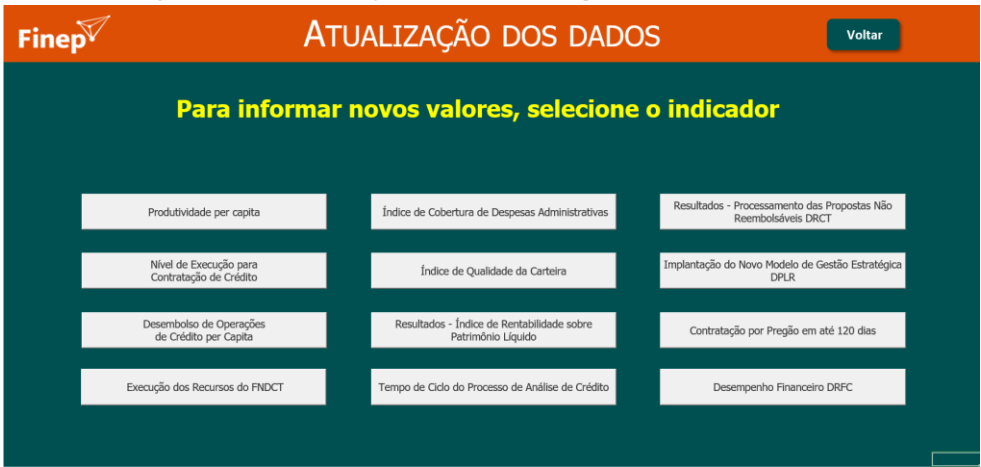 Finep
ATUALIZAÇÃO DOS DADOS
Voltar
Para informar novos valores, selecione o indicador
Produtividade per capita
Índice de Cobertura de Despesas Administrativas
Resultados - Processamento das Propostas Não
Reembolsáveis DRCT
Nível de Execução para
Contratação de Crédito
Índice de Qualidade da Carteira
Implantação do Novo Modelo de Gestão Estratégica
DPLR
Desembolso de Operações
de Crédito per Capita
Resultados - Índice de Rentabilidade sobre
Patrimônio Líquido
Contratação por Pregão em até 120 dias
Execução dos Recursos do FNDCT
Tempo de Ciclo do Processo de Análise de Crédito
Desempenho Financeiro DRFC